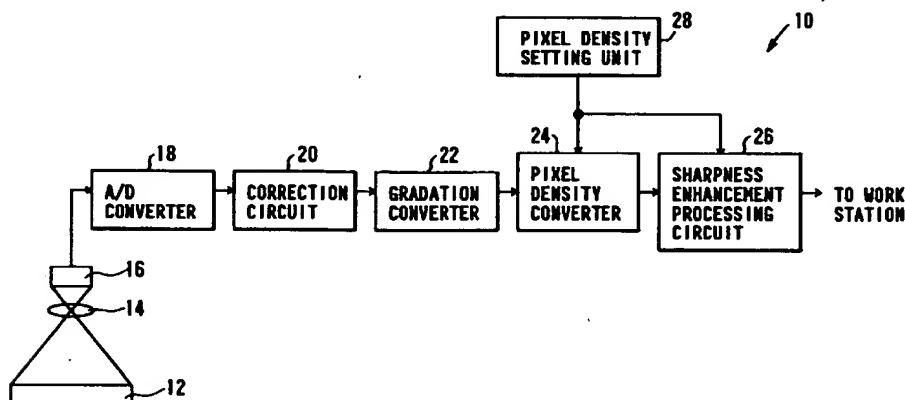 28
10
PIXEL DENSITY
SETTING UNIT
18
20
22
24
26
A/D
CONVERTER
CORRECTION
CIRCUIT
GRADATION
CONVERTER
PIXEL
DENSITY
CONVERTER
SHARPNESS
ENHANCEMENT
PROCESSING
CIRCUIT
TO WORK
STATION
16
14
12